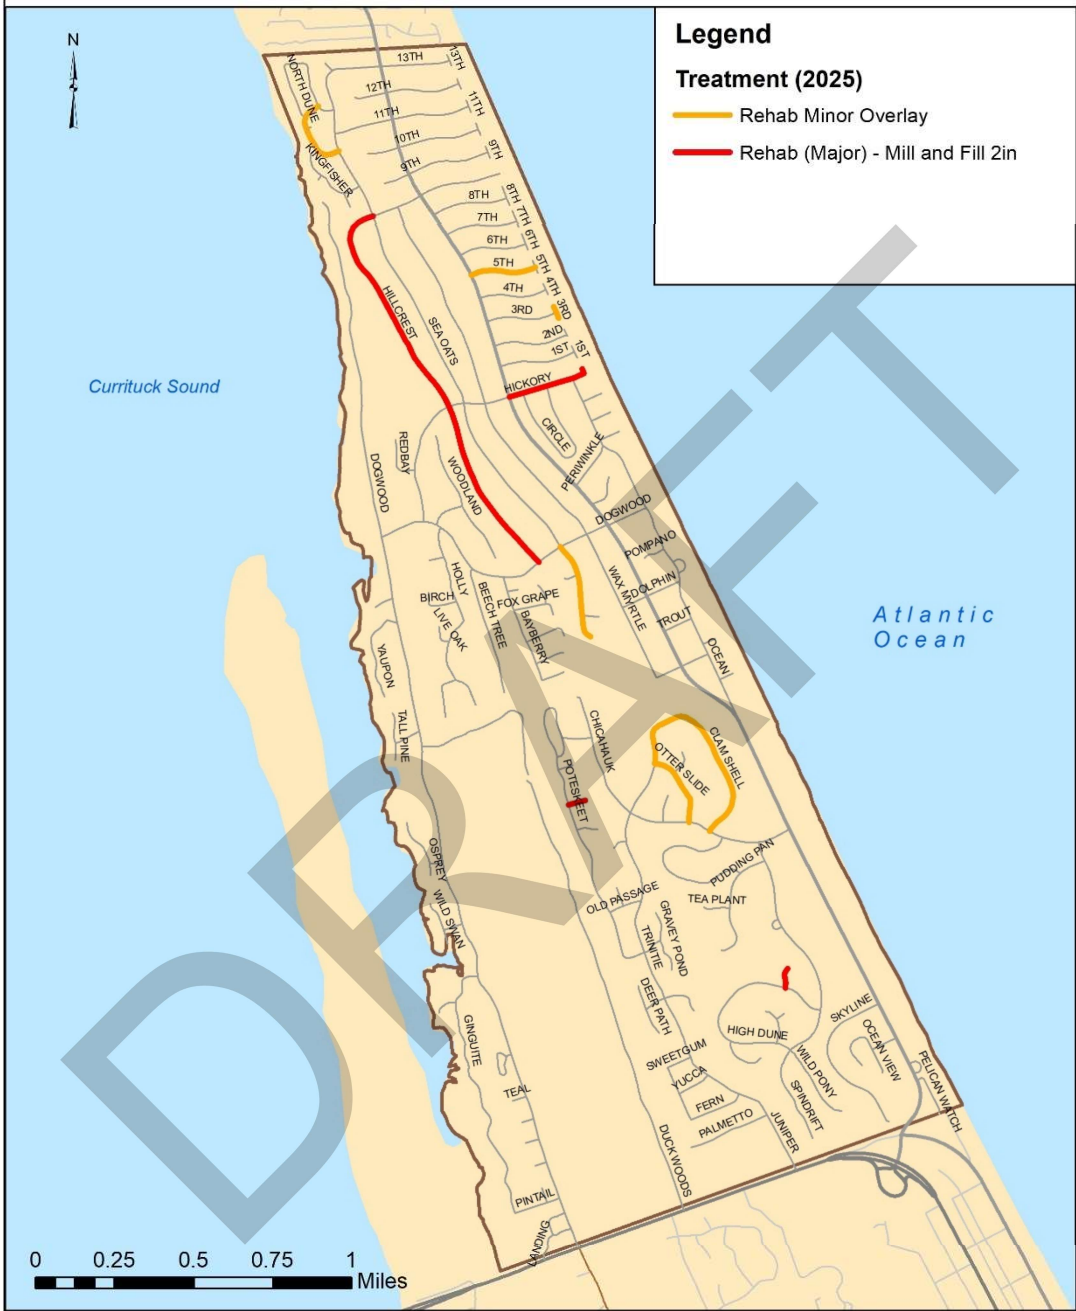 Legend
Treatment (2025)
Rehab Minor Overlay
Rehab (Major) - Mill and Fill 2in
N
13TH
13TH
NORTH DUNE
12TH
11TH
11TH
10TH
9TH
9TH
KINGFISHER
8TH
8TH
7TH
7TH
6TH
6TH
5TH
5TH
4TH
4TH
3RD
3RD
2ND
1ST
1ST
HILLCREST
SEA OATS
HICKORY
Currituck Sound
CIRCLE
PERIWINKLE
REDBAY
DOGWOOD
WOODLAND
DOGWOOD
POMPANO
DOLPHIN
TROUT
WAX MYRTLE
OCEAN
HOLLY
BIRCH
LIVE OAK
BEECH TREE
FOX GRAPE
BAYBERRY
Atlantic
Ocean
YAUPON
TALL PINE
CHICAHAUK
CLAM SHELL
OTTER SLIDE
POTESKEET
OSPREY
WILD SWAN
PUDDING PAN
OLD PASSAGE
TEA PLANT
GRAVEY POND
TRINITIE
DEER PATH
GINGUITE
HIGH DUNE
SKYLINE
OCEAN VIEW
SWEETGUM
YUCCA
WILD PONY
SPINDRIFT
PELICAN WATCH
TEAL
FERN
PALMETTO
JUNIPER
DUCK WOODS
PINTAIL
LANDING
DRAFT
0 0.25 0.5 0.75 1
Miles